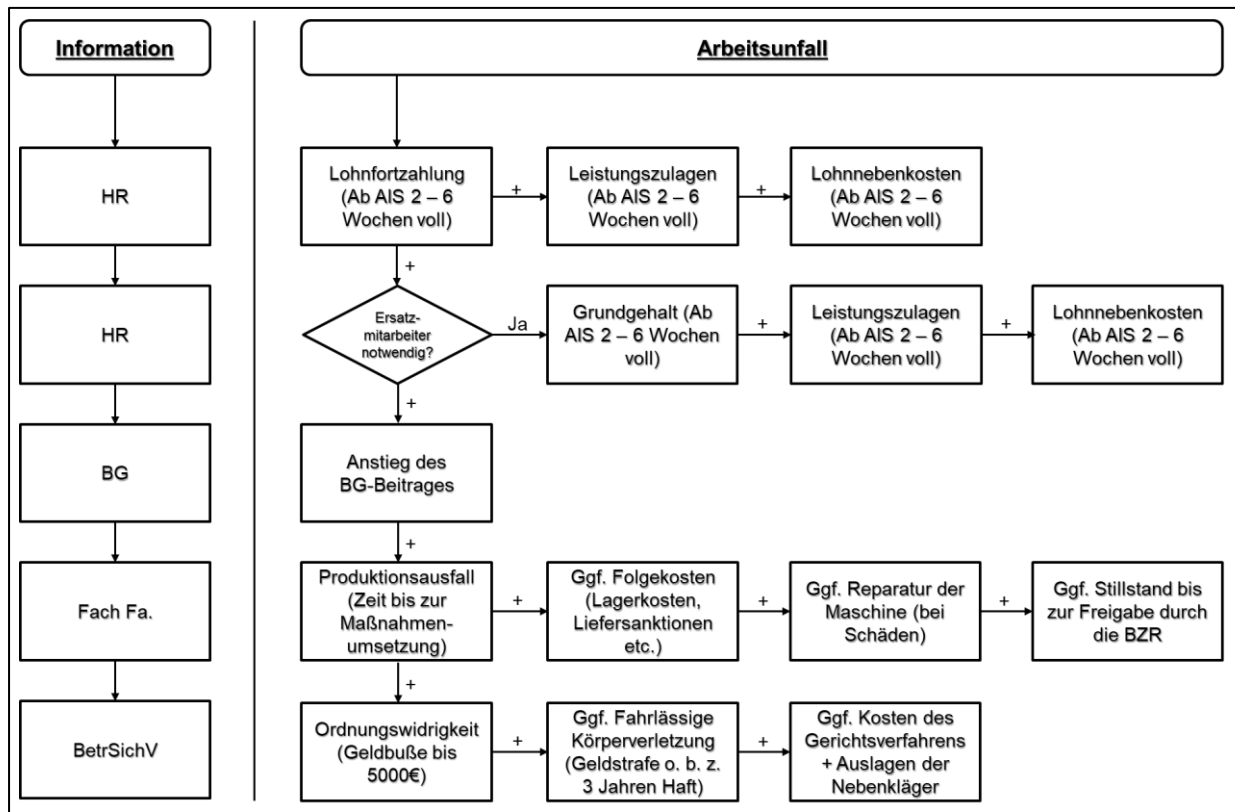 Information
Arbeitsunfall
HR
Lohnfortzahlung
(Ab AIS 2 – 6
Wochen voll)
+
Leistungszulagen
(Ab AIS 2 – 6
Wochen voll)
+
Lohnnebenkosten
(Ab AIS 2 – 6
Wochen voll)
+
HR
Ersatz-
mitarbeiter
notwendig?
Ja
Grundgehalt (Ab
AIS 2 – 6 Wochen
voll)
+
Leistungszulagen
(Ab AIS 2 – 6
Wochen voll)
+
Lohnnebenkosten
(Ab AIS 2 – 6
Wochen voll)
+
BG
Anstieg des
BG-Beitrages
+
Fach Fa.
Produktionsausfall
(Zeit bis zur
Maßnahmen-
umsetzung)
+
Ggf. Folgekosten
(Lagerkosten,
Liefersanktionen
etc.)
+
Ggf. Reparatur der
Maschine (bei
Schäden)
+
Ggf. Stillstand bis
zur Freigabe durch
die BZR
+
BetrSichV
Ordnungswidrigkeit
(Geldbuße bis
5000€)
+
Ggf. Fahrlässige
Körperverletzung
(Geldstrafe o. b. z.
3 Jahren Haft)
+
Ggf. Kosten des
Gerichtsverfahrens
+ Auslagen der
Nebenkläger